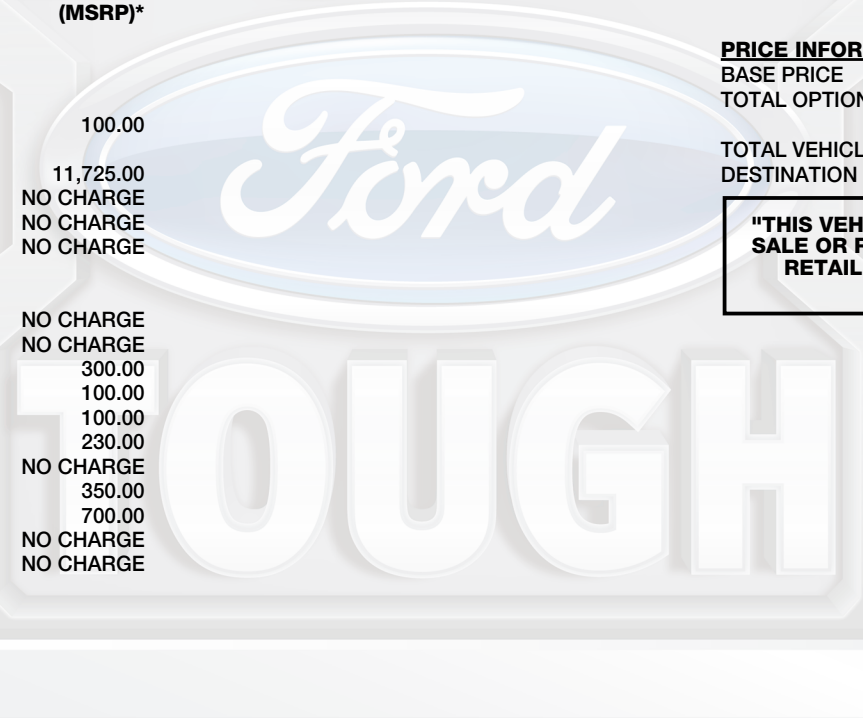 (MSRP)*
100.00
11,725.00
NO CHARGE
NO CHARGE
NO CHARGE
NO CHARGE
NO CHARGE
300.00
100.00
100.00
230.00
NO CHARGE
350.00
700.00
NO CHARGE
NO CHARGE
PRICE INFOR
BASE PRICE
TOTAL OPTION
TOTAL VEHICL
DESTINATION
"THIS VEH
SALE OR F
RETAIL
Ford
TOUGH